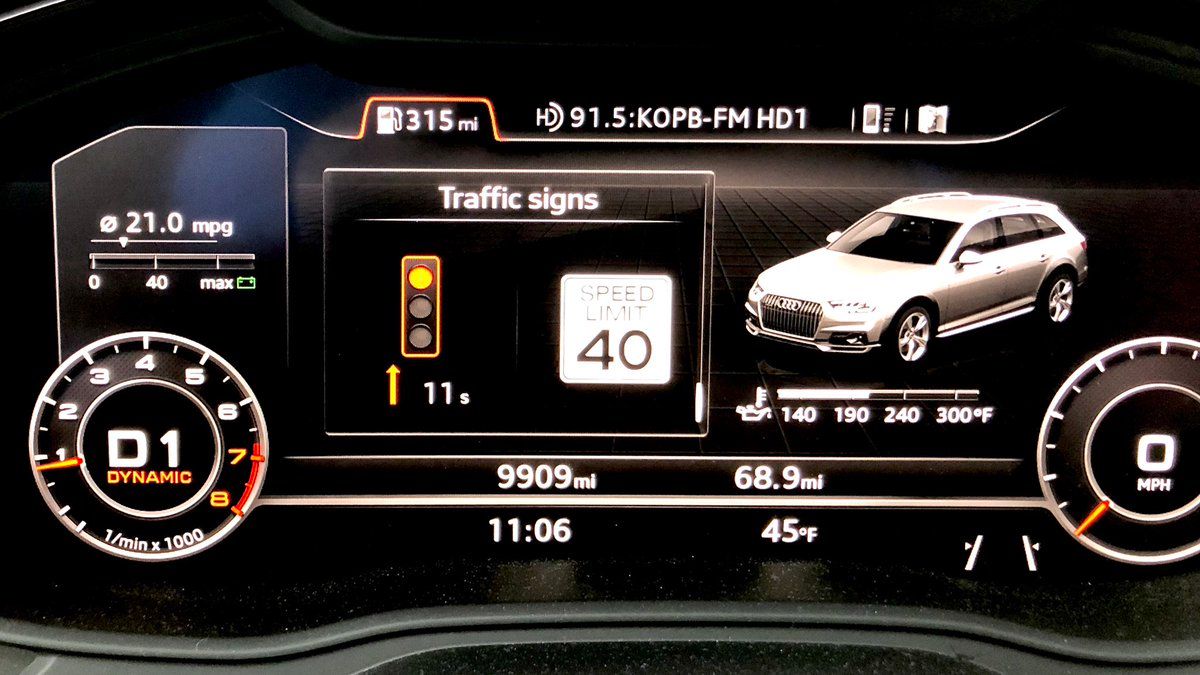 315 mi
HD 91.5:KOPB-FM HD1
Traffic signs
ø 21.0 mpg
0 40 max
SPEED
LIMIT
40
11 s
140 190 240 300°F
1 2 3 4 5 6 7 8
D1
DYNAMIC
1/min x 1000
0
MPH
9909mi 68.9mi
11:06 45°F